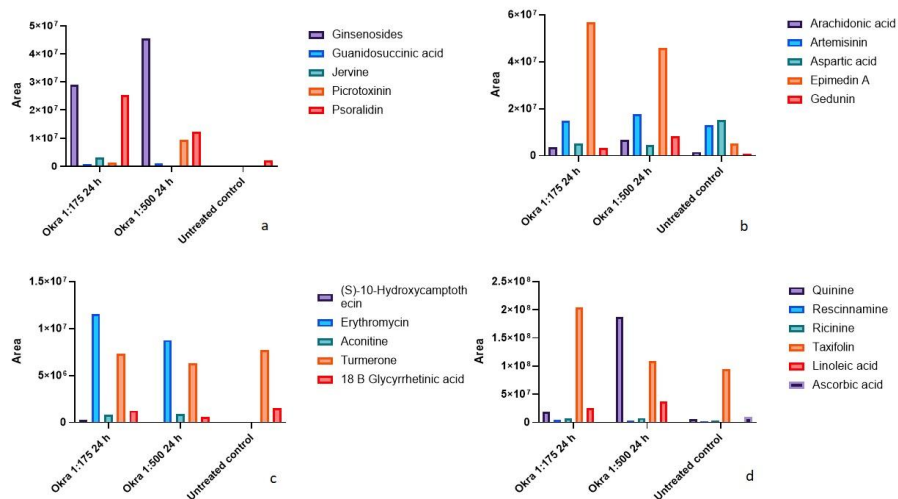 5×10⁷
4×10⁷
3×10⁷
2×10⁷
1×10⁷
0
Area
Okra 1:175 24 h
Okra 1:500 24 h
Untreated control
Ginsenosides
Guanidosuccinic acid
Jervine
Picrotoxinin
Psoralidin
a
6×10⁷
4×10⁷
2×10⁷
0
Area
Okra 1:175 24 h
Okra 1:500 24 h
Untreated control
Arachidonic acid
Artemisinin
Aspartic acid
Epimedin A
Gedunin
b
1.5×10⁷
1×10⁷
5×10⁶
0
Area
Okra 1:175 24 h
Okra 1:500 24 h
Untreated control
(S)-10-Hydroxycamptoth
ecin
Erythromycin
Aconitine
Turmerone
18 B Glycyrrhetinic acid
c
2.5×10⁸
2×10⁸
1.5×10⁸
1×10⁸
5×10⁷
0
Area
Okra 1:175 24 h
Okra 1:500 24 h
Untreated control
Quinine
Rescinnamine
Ricinine
Taxifolin
Linoleic acid
Ascorbic acid
d